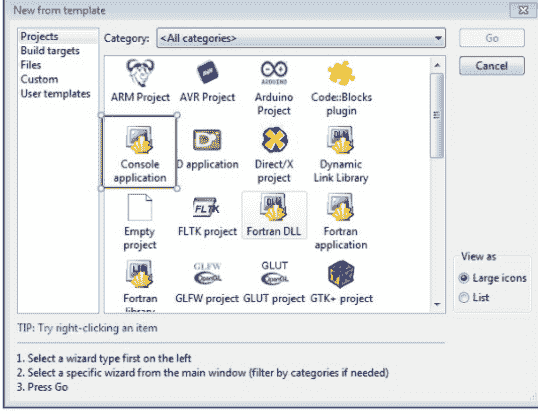 New from template
Projects
Build targets
Files
Custom
User templates
Category: <All categories>
Go
Cancel
ARM Project AVR Project Arduino Project Code::Blocks plugin
Console application D application Direct/X project Dynamic Link Library
Empty project FLTK project Fortran DLL Fortran application
Fortran library GLFW project GLUT project GTK+ project
View as
Large icons
List
TIP: Try right-clicking an item
1. Select a wizard type first on the left
2. Select a specific wizard from the main window (filter by categories if needed)
3. Press Go